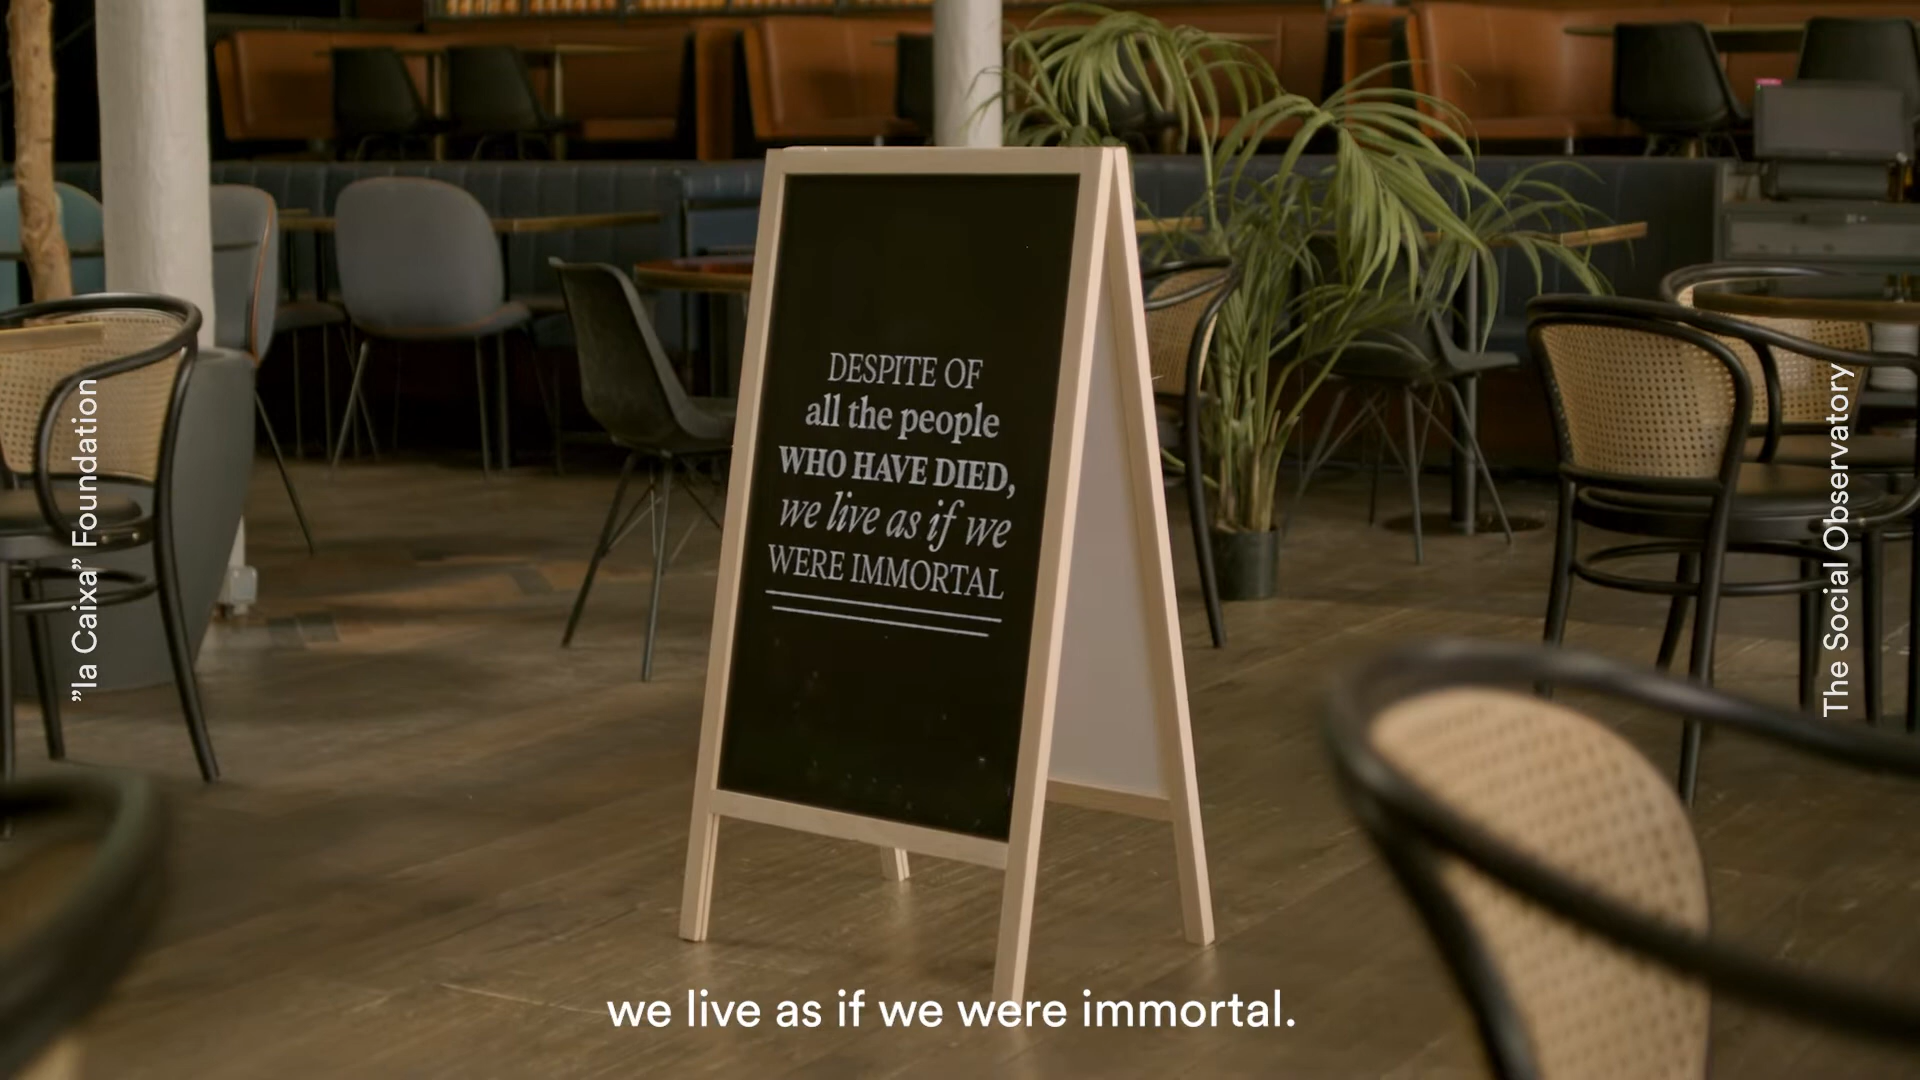 DESPITE OF
all the people
WHO HAVE DIED,
we live as if we
WERE IMMORTAL
"la Caixa" Foundation
The Social Observatory
we live as if we were immortal.